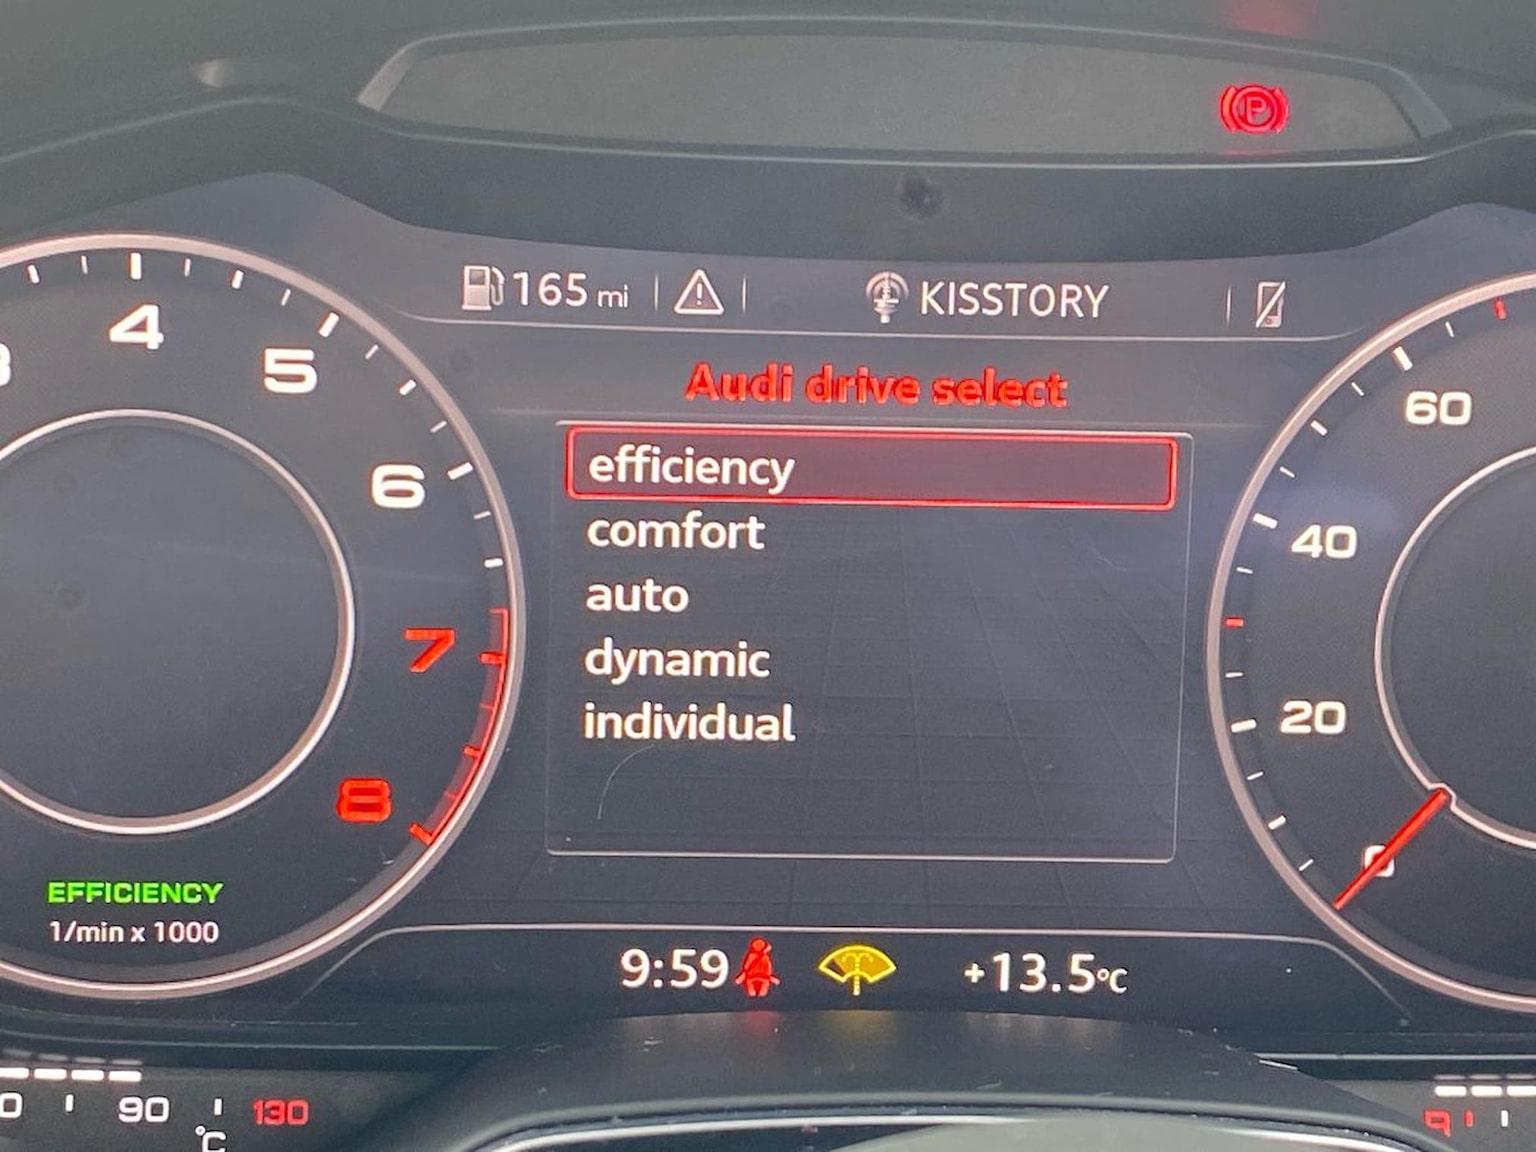 P
165 mi
KISSTORY
Audi drive select
efficiency
comfort
auto
dynamic
individual
4
5
6
7
8
EFFICIENCY
1/min x 1000
60
40
20
0
9:59
+13.5°C
90
130
°C